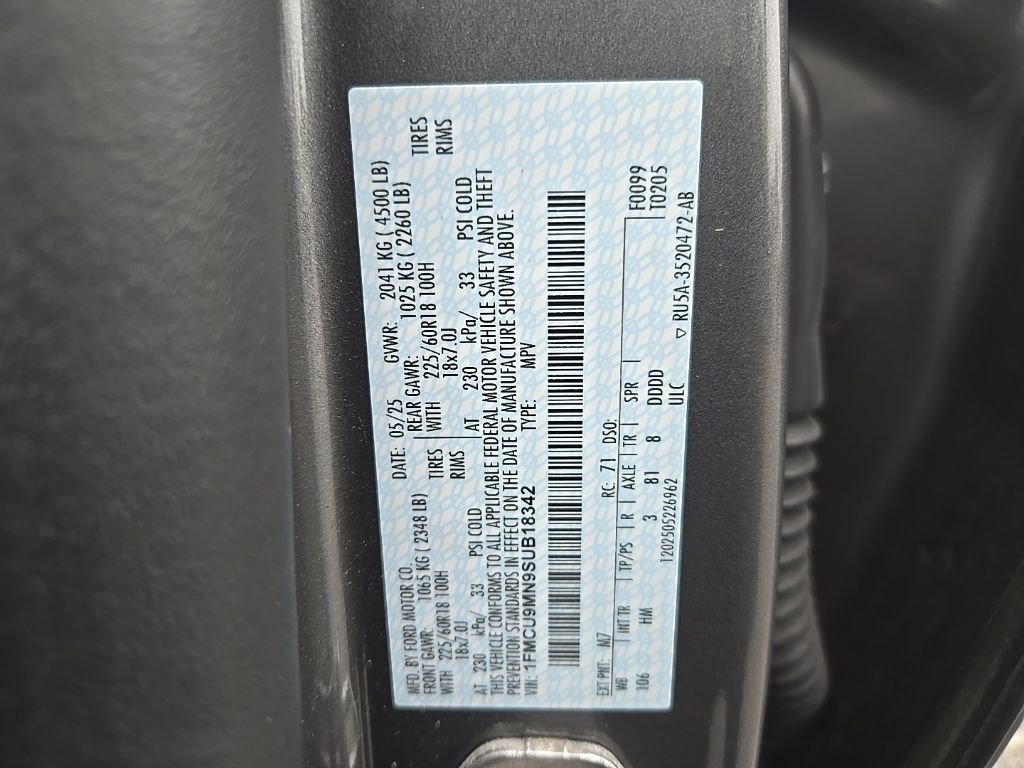 MFD. BY FORD MOTOR CO.
DATE: 05/25 GVWR: 2041 KG ( 4500 LB)
FRONT GAWR: 1065 KG ( 2348 LB) REAR GAWR: 1025 KG ( 2260 LB)
WITH 225/60R18 100H TIRES WITH 225/60R18 100H TIRES
18x7.0J RIMS 18x7.0J RIMS
AT 230 kPa/ 33 PSI COLD AT 230 kPa/ 33 PSI COLD
THIS VEHICLE CONFORMS TO ALL APPLICABLE FEDERAL MOTOR VEHICLE SAFETY AND THEFT
PREVENTION STANDARDS IN EFFECT ON THE DATE OF MANUFACTURE SHOWN ABOVE.
VIN: 1FMCU9MN9SUB18342 TYPE: MPV
EXT PNT: N7 RC: 71 DSO: F0099
WB INT TR TP/PS R AXLE TR SPR T0205
106 HM 3 81 8 DDDD
ULC
1202505226962 ▽ RU5A-3520472-AB